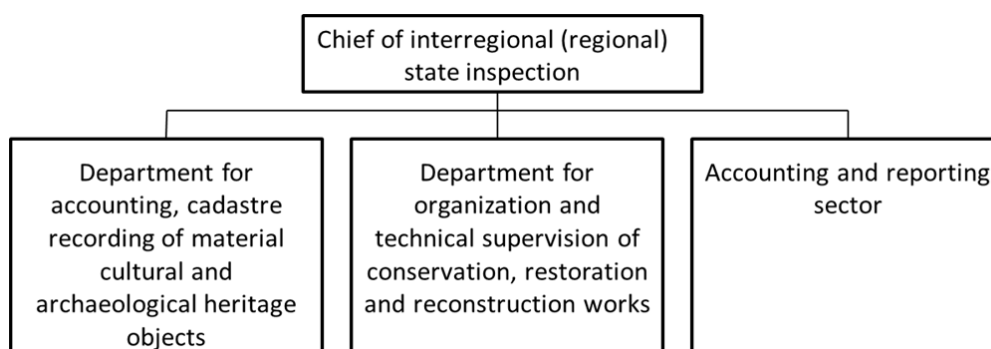 Chief of interregional (regional)
state inspection
Department for
accounting, cadastre
recording of material
cultural and
archaeological heritage
objects
Department for
organization and
technical supervision of
conservation, restoration
and reconstruction works
Accounting and reporting
sector